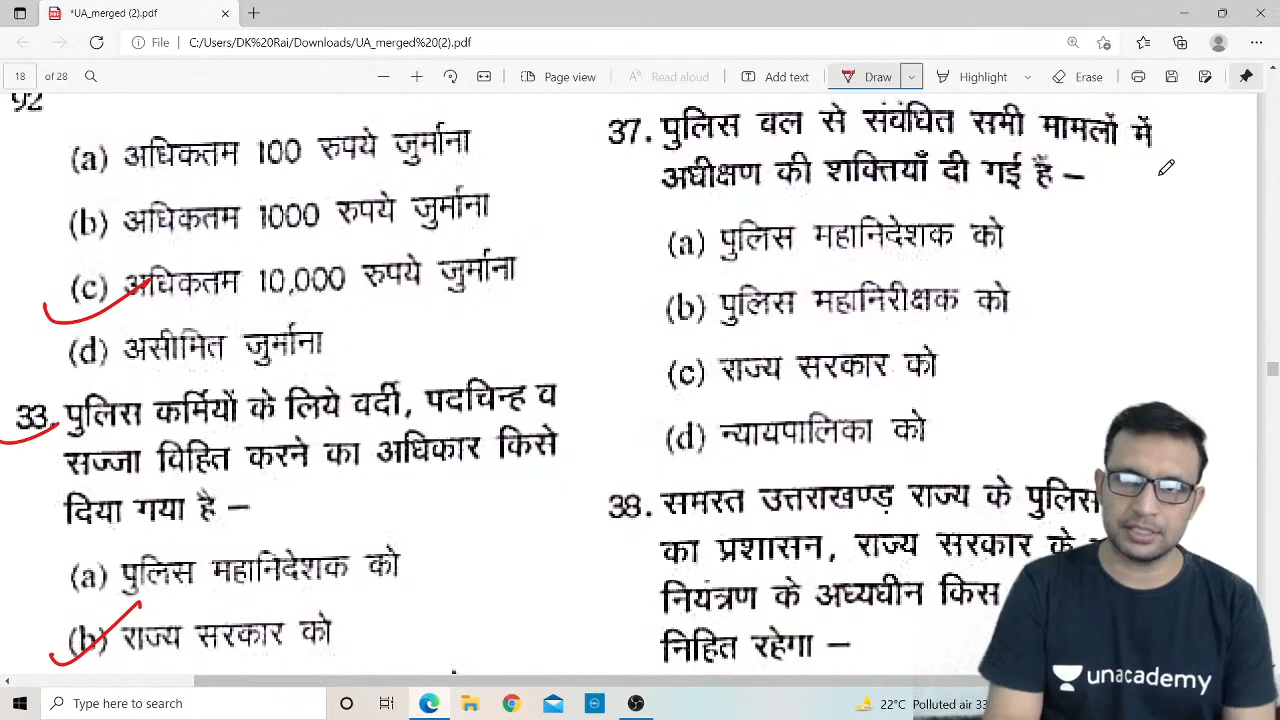 *UA_merged (2).pdf
File
C:/Users/DK%20Rai/Downloads/UA_merged%20(2).pdf
18 of 28
Page view
Read aloud
Add text
Draw
Highlight
Erase
92
(a) अधिकतम 100 रुपये जुर्माना
(b) अधिकतम 1000 रुपये जुर्माना
(c) अधिकतम 10,000 रुपये जुर्माना
(d) असीमित जुर्माना
33. पुलिस कर्मियों के लिये वर्दी, पदचिन्ह व
सज्जा विहित करने का अधिकार किसे
दिया गया है –
(a) पुलिस महानिदेशक को
(b) राज्य सरकार को
37. पुलिस बल से संबंधित सभी मामलों में
अधीक्षण की शक्तियाँ दी गई है –
(a) पुलिस महानिदेशक को
(b) पुलिस महानिरीक्षक को
(c) राज्य सरकार को
(d) न्यायपालिका को
38. समस्त उत्तराखण्ड़ राज्य के पुलिस
का प्रशासन, राज्य सरकार के
नियंत्रण के अध्यधीन किस
निहित रहेगा –
unacademy
Type here to search
22°C Polluted air 33